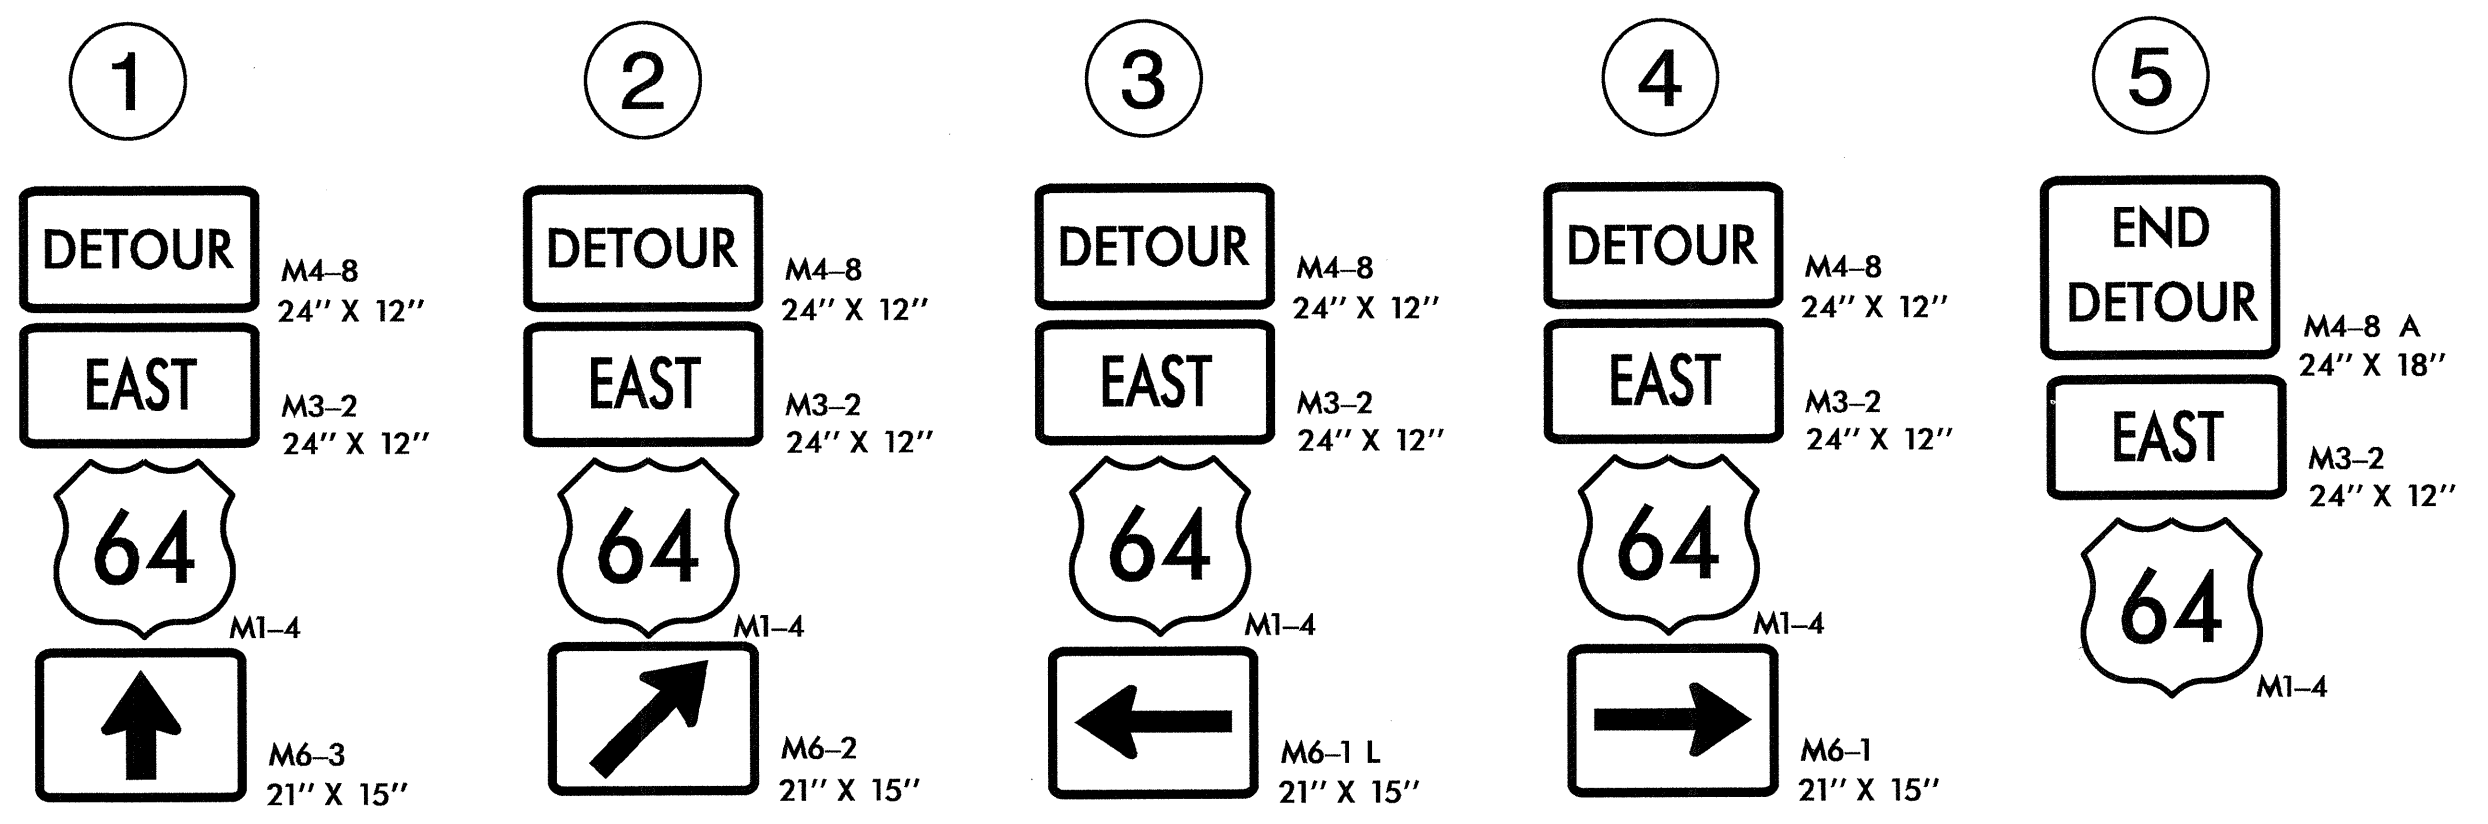 1
DETOUR
M4–8
24″ X 12″
EAST
M3–2
24″ X 12″
64
M1–4
M6–3
21″ X 15″
2
DETOUR
M4–8
24″ X 12″
EAST
M3–2
24″ X 12″
64
M1–4
M6–2
21″ X 15″
3
DETOUR
M4–8
24″ X 12″
EAST
M3–2
24″ X 12″
64
M1–4
M6–1 L
21″ X 15″
4
DETOUR
M4–8
24″ X 12″
EAST
M3–2
24″ X 12″
64
M1–4
M6–1
21″ X 15″
5
END
DETOUR
M4–8 A
24″ X 18″
EAST
M3–2
24″ X 12″
64
M1–4